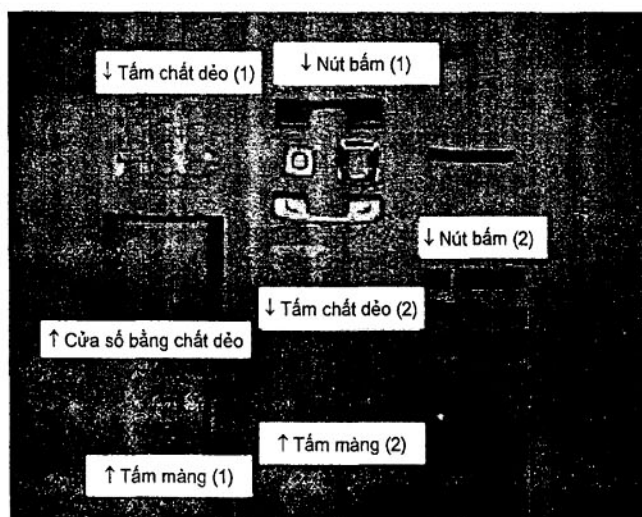 ↓ Tấm chất dẻo (1)
↓ Nút bấm (1)
↓ Nút bấm (2)
↓ Tấm chất dẻo (2)
↑ Cửa số bằng chất dẻo
↑ Tấm màng (2)
↑ Tấm màng (1)